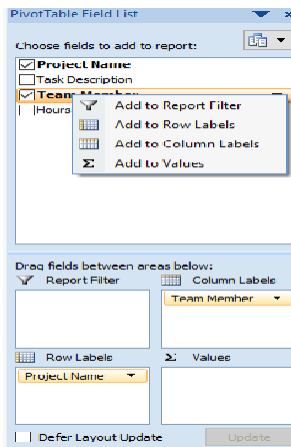 PivotTable Field List
Choose fields to add to report:
Project Name
Task Description
Team Member
Hours
Add to Report Filter
Add to Row Labels
Add to Column Labels
Σ Add to Values
Drag fields between areas below:
Report Filter
Column Labels
Team Member
Row Labels
Σ Values
Project Name
Defer Layout Update
Update